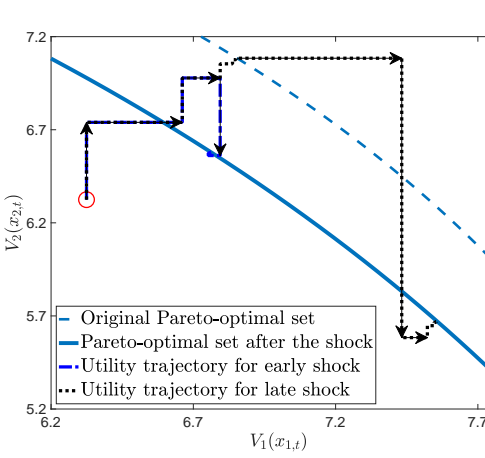 7.2
6.7
6.2
5.7
5.2
V₂(x₂,ₜ)
Original Pareto-optimal set
Pareto-optimal set after the shock
Utility trajectory for early shock
Utility trajectory for late shock
6.2 6.7 7.2 7.7
V₁(x₁,ₜ)